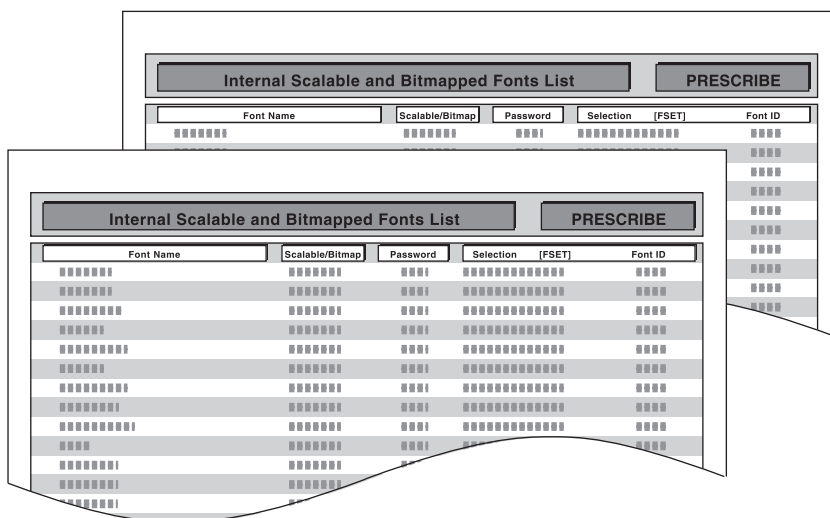 Internal Scalable and Bitmapped Fonts List PRESCRIBE
Font Name Scalable/Bitmap Password Selection [FSET] Font ID
Internal Scalable and Bitmapped Fonts List PRESCRIBE
Font Name Scalable/Bitmap Password Selection [FSET] Font ID